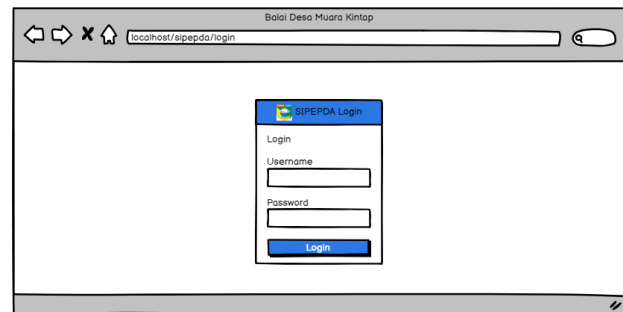 Balai Desa Muara Kintap
localhost/sipepda/login
SIPEPDA Login
Login
Username
Password
Login